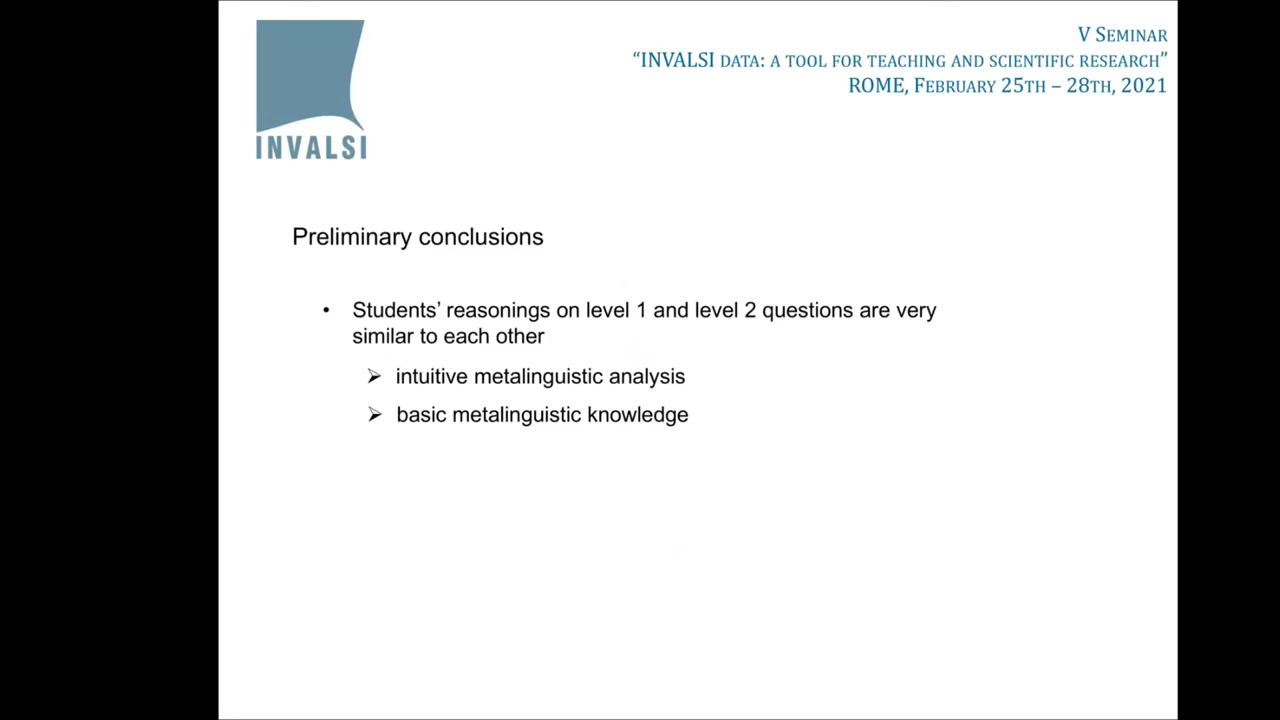 INVALSI
V SEMINAR
“INVALSI DATA: A TOOL FOR TEACHING AND SCIENTIFIC RESEARCH”
ROME, FEBRUARY 25TH – 28TH, 2021
Preliminary conclusions
• Students’ reasonings on level 1 and level 2 questions are very
similar to each other
➢ intuitive metalinguistic analysis
➢ basic metalinguistic knowledge